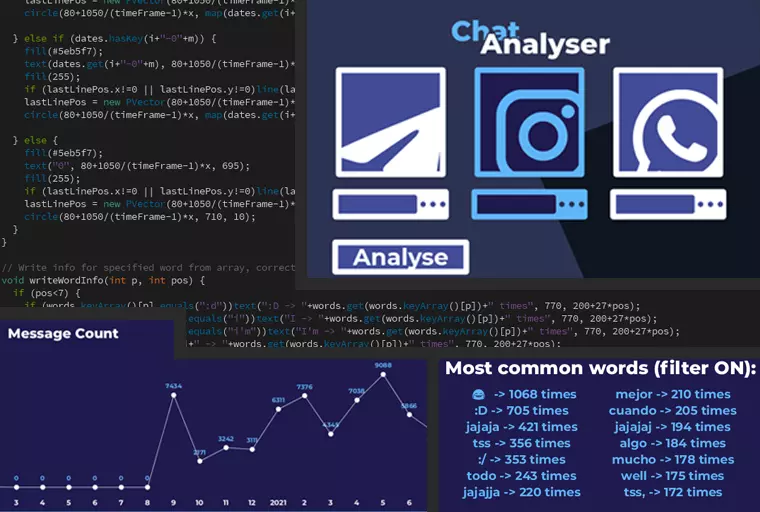 lastLinePos = new PVector(80+1050/(timeFrame-1)*
circle(80+1050/(timeFrame-1)*x, map(dates.get(i+
} else if (dates.hasKey(i+"-0"+m)) {
fill(#5eb5f7);
text(dates.get(i+"-0"+m), 80+1050/(timeFrame-1)*
fill(255);
if (lastLinePos.x!=0 || lastLinePos.y!=0)line(la
lastLinePos = new PVector(80+1050/(timeFrame-1)*
circle(80+1050/(timeFrame-1)*x, map(dates.get(i+
} else {
fill(#5eb5f7);
text("0", 80+1050/(timeFrame-1)*x, 695);
fill(255);
if (lastLinePos.x!=0 || lastLinePos.y!=0)line(la
lastLinePos = new PVector(80+1050/(timeFrame-1)*
circle(80+1050/(timeFrame-1)*x, 710, 10);
}
}
// Write info for specified word from array, correct
void writeWordInfo(int p, int pos) {
if (pos<7) {
if (words.keyArray()[p].equals(":d"))text(":D -> "+words.get(words.keyArray()[p])+" times", 770, 200+27*pos);
equals("i"))text("I -> "+words.get(words.keyArray()[p])+" times", 770, 200+27*pos);
equals("i'm"))text("I'm -> "+words.get(words.keyArray()[p])+" times", 770, 200+27*pos);
+" -> "+words.get(words.keyArray()[p])+" times", 770, 200+27*pos);
Chat
Analyser
Analyse
Message Count
0 0 0 0 0 0 7434 2171 3242 3111 6311 7376 4345 7038 9088 5866
3 4 5 6 7 8 9 10 11 12 2021 2 3 4 5 6
Most common words (filter ON):
🤗 -> 1068 times mejor -> 210 times
:D -> 705 times cuando -> 205 times
jajaja -> 421 times jajajaj -> 194 times
tss -> 356 times algo -> 184 times
:/ -> 353 times mucho -> 178 times
todo -> 243 times well -> 175 times
jajajja -> 220 times tss, -> 172 times